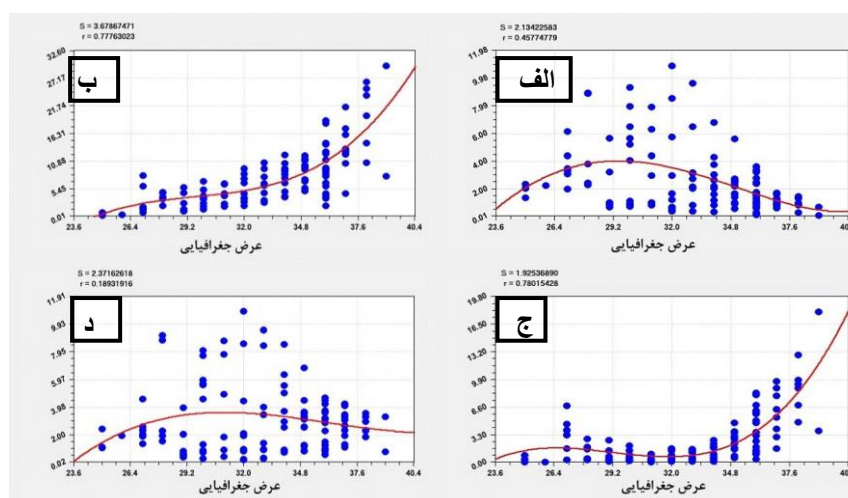 S = 2.13422583
r = 0.45774779
الف
11.98
9.98
7.99
6.00
4.00
2.00
0.01
23.6 26.4 29.2 32.0 34.8 37.6 40.4
عرض جغرافیایی
S = 3.67867471
r = 0.77763023
ب
32.60
27.17
21.74
16.31
10.88
5.45
0.01
23.6 26.4 29.2 32.0 34.8 37.6 40.4
عرض جغرافیایی
S = 1.92536890
r = 0.78015428
ج
19.80
16.50
13.20
9.90
6.60
3.30
0.00
23.6 26.4 29.2 32.0 34.8 37.6 40.4
عرض جغرافیایی
S = 2.37162618
r = 0.18931916
د
11.91
9.93
7.95
5.97
3.98
2.00
0.02
23.6 26.4 29.2 32.0 34.8 37.6 40.4
عرض جغرافیایی